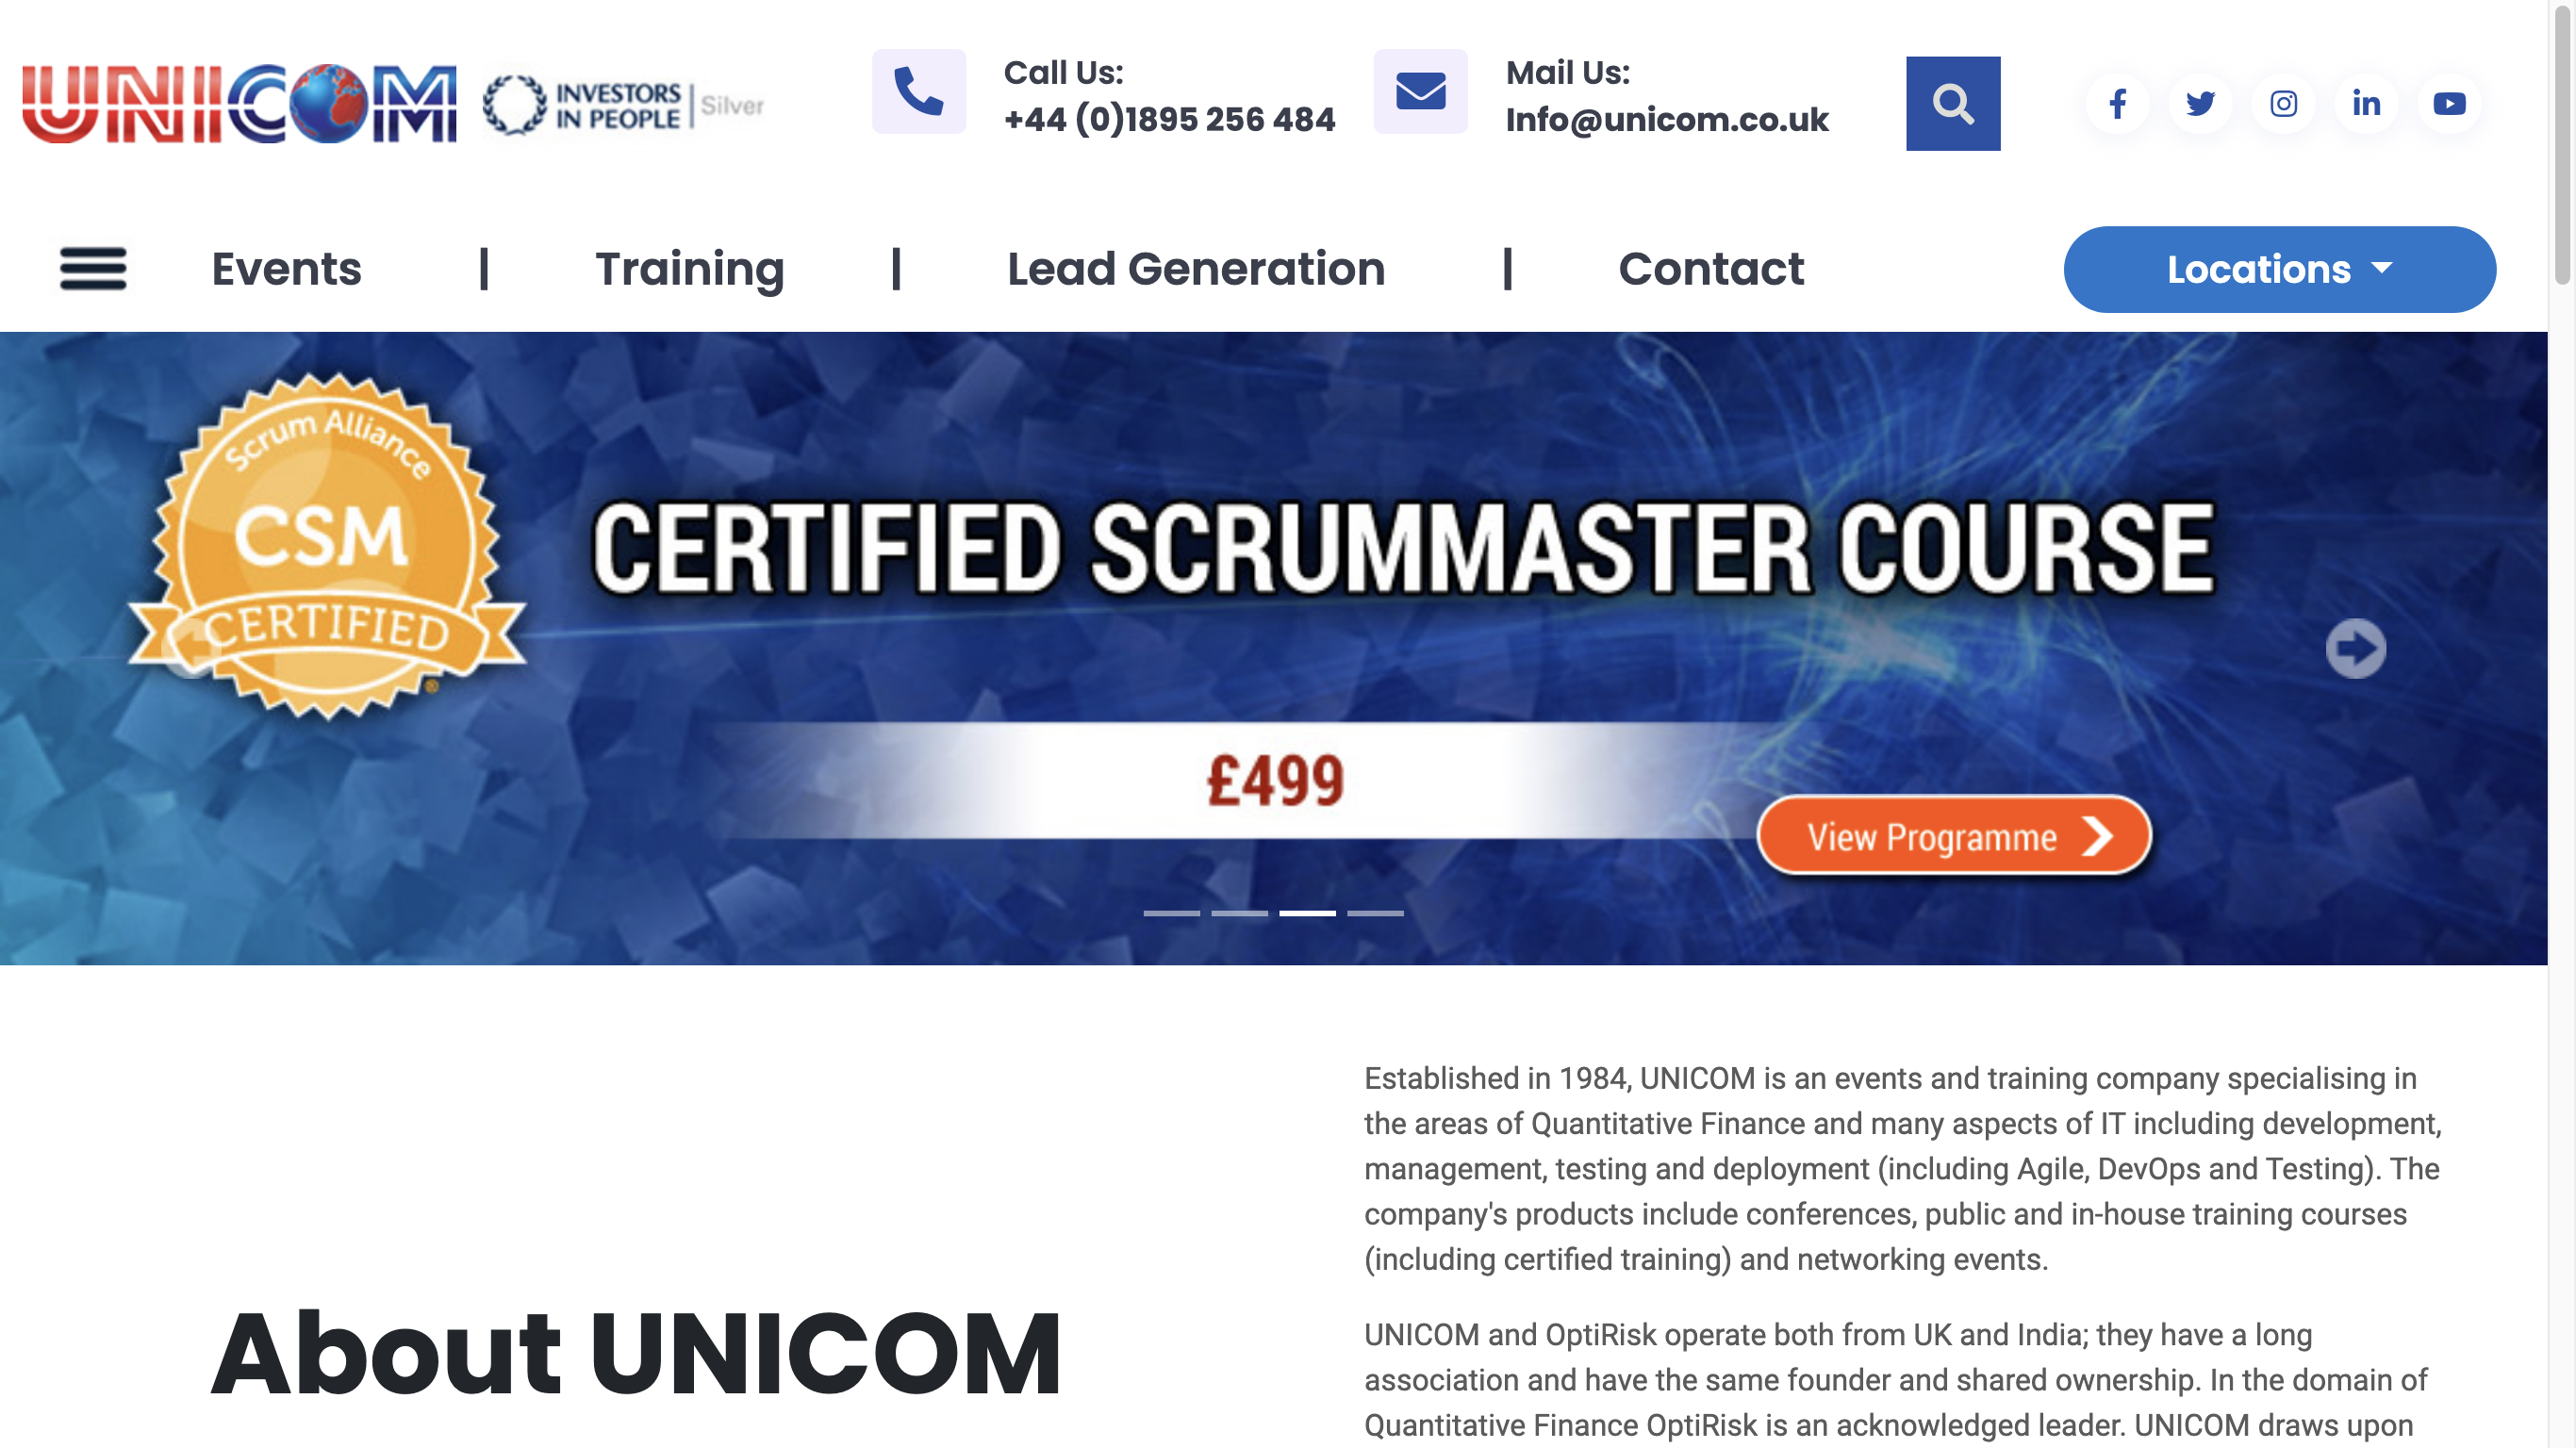 UNICOM
INVESTORS
IN PEOPLE
Silver
Call Us:
+44 (0)1895 256 484
Mail Us:
Info@unicom.co.uk
Events | Training | Lead Generation | Contact
Locations
Scrum Alliance
CSM
CERTIFIED
CERTIFIED SCRUMMASTER COURSE
£499
View Programme
About UNICOM
Established in 1984, UNICOM is an events and training company specialising in
the areas of Quantitative Finance and many aspects of IT including development,
management, testing and deployment (including Agile, DevOps and Testing). The
company's products include conferences, public and in-house training courses
(including certified training) and networking events.
UNICOM and OptiRisk operate both from UK and India; they have a long
association and have the same founder and shared ownership. In the domain of
Quantitative Finance OptiRisk is an acknowledged leader. UNICOM draws upon